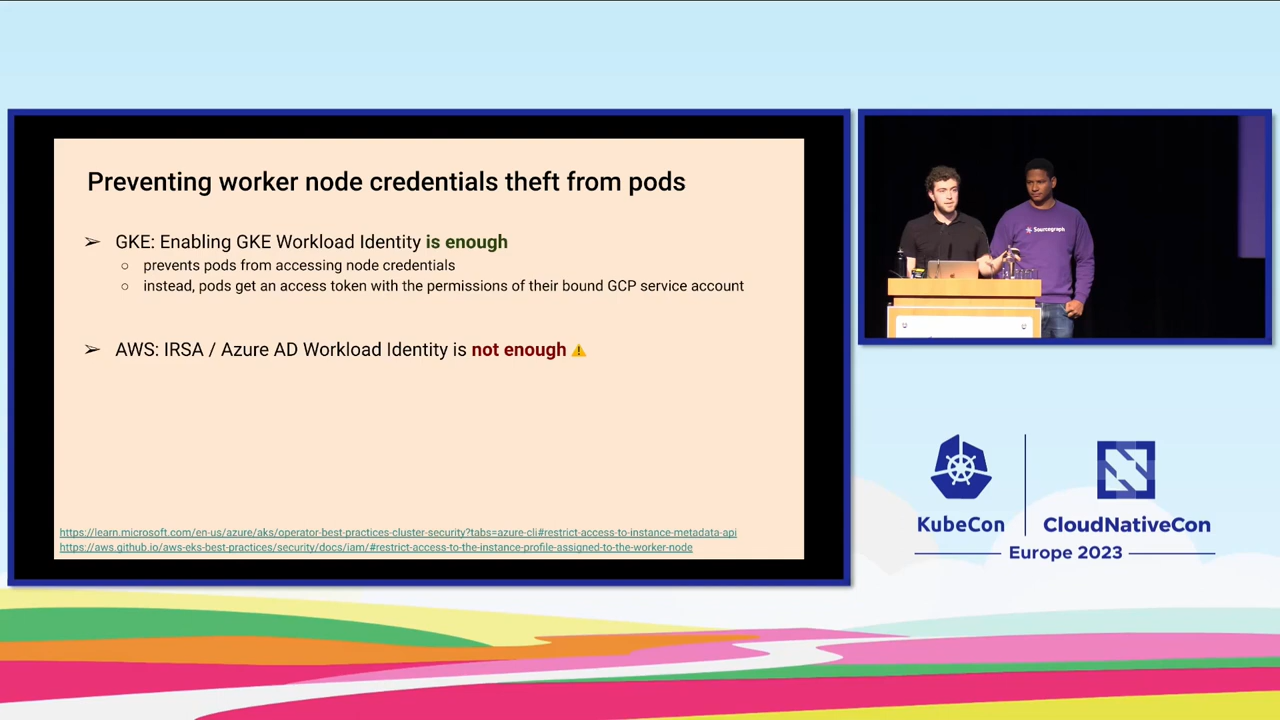 Preventing worker node credentials theft from pods
➢ GKE: Enabling GKE Workload Identity is enough
○ prevents pods from accessing node credentials
○ instead, pods get an access token with the permissions of their bound GCP service account
➢ AWS: IRSA / Azure AD Workload Identity is not enough ⚠️
https://learn.microsoft.com/en-us/azure/aks/operator-best-practices-cluster-security?tabs=azure-cli#restrict-access-to-instance-metadata-api
https://aws.github.io/aws-eks-best-practices/security/docs/iam/#restrict-access-to-the-instance-profile-assigned-to-the-worker-node
Sourcegraph
KubeCon
CloudNativeCon
Europe 2023